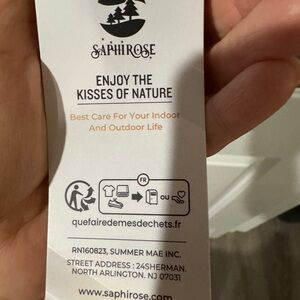 SAPHIROSE
ENJOY THE
KISSES OF NATURE
Best Care For Your Indoor
And Outdoor Life
FR
ou
quefairedemesdechets.fr
RN160823, SUMMER MAE INC.
STREET ADDRESS : 24SHERMAN.
NORTH ARLINGTON. NJ 07031
www.saphirose.com